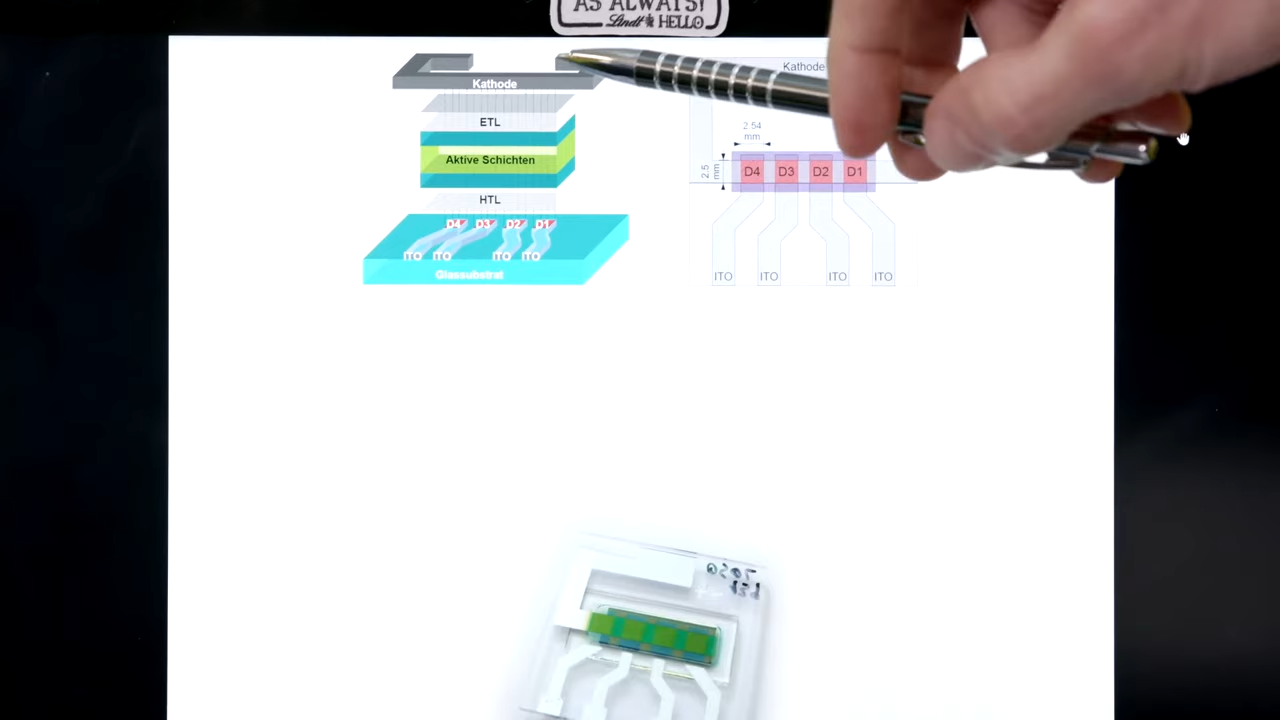 AS ALWAYS!
Lindt HELLO
Kathode
ETL
Aktive Schichten
HTL
D4 D3 D2 D1
ITO ITO ITO ITO
Glassubstrat
Kathode
2.54
mm
2.5
mm
D4 D3 D2 D1
ITO ITO ITO ITO